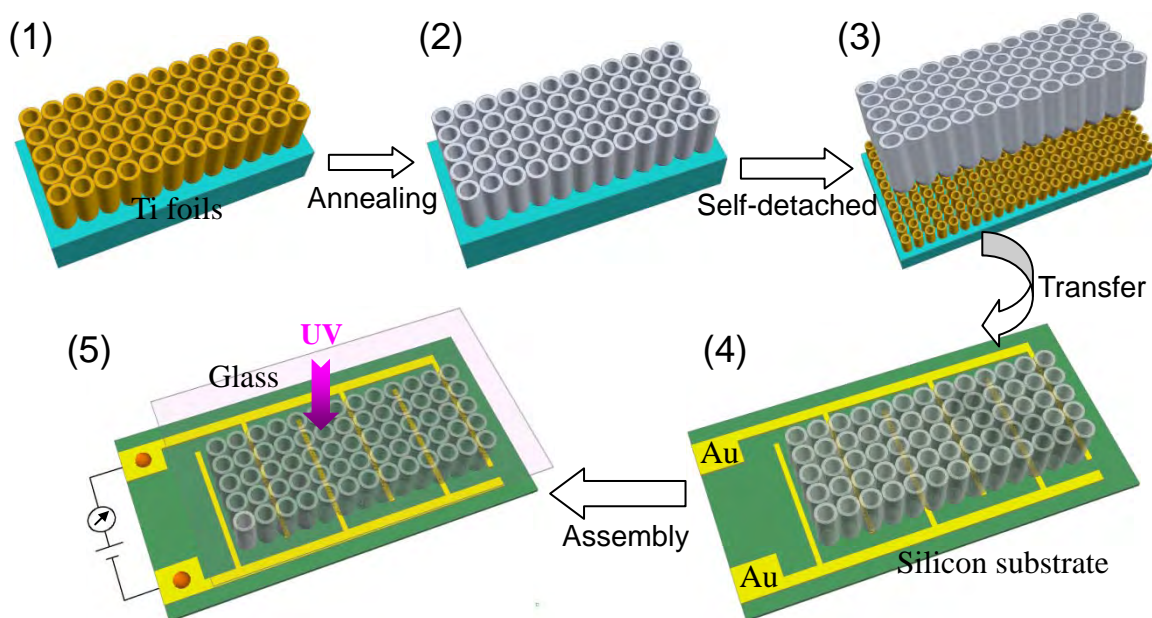 (1)
(2)
(3)
Ti foils
Annealing
Self-detached
Transfer
(4)
(5)
UV
Glass
Au
Au
Silicon substrate
Assembly